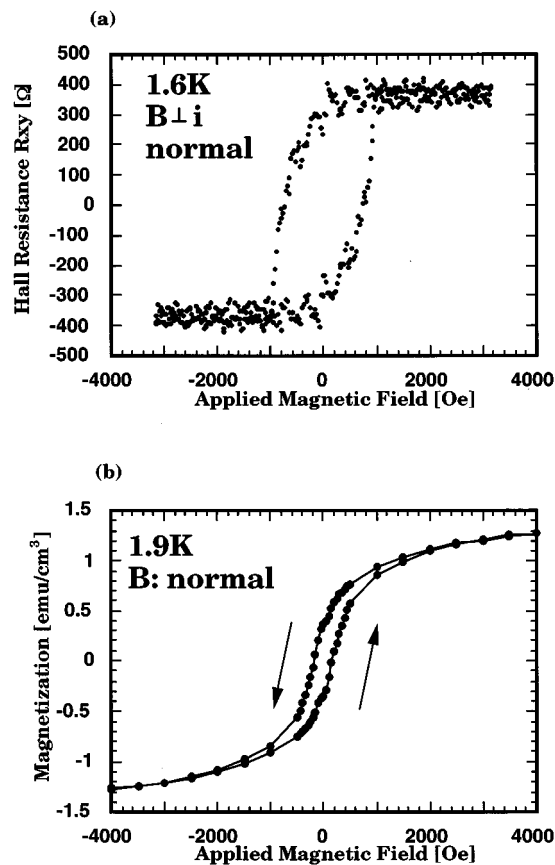 (a)
500
400
300
200
100
0
-100
-200
-300
-400
-500
Hall Resistance Rxy [Ω]
1.6K
B⊥i
normal
-4000 -2000 0 2000 4000
Applied Magnetic Field [Oe]
(b)
1.5
1
0.5
0
-0.5
-1
-1.5
Magnetization [emu/cm³]
1.9K
B: normal
-4000 -2000 0 2000 4000
Applied Magnetic Field [Oe]